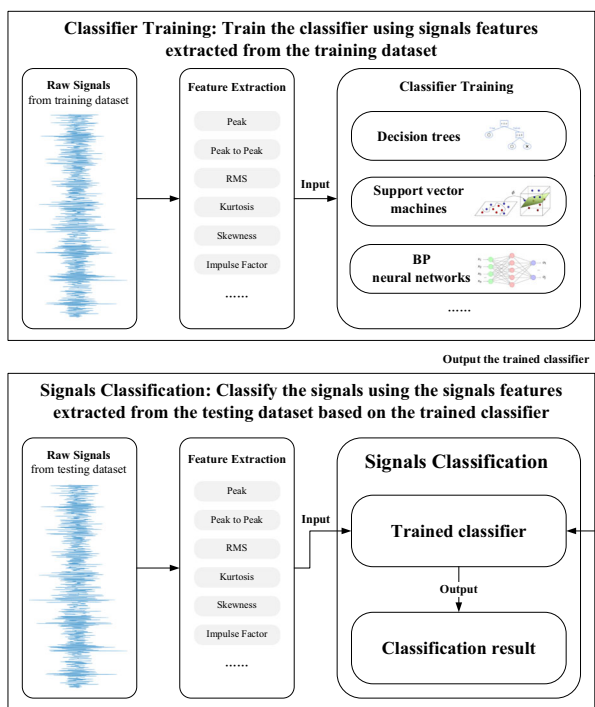 Classifier Training: Train the classifier using signals features
extracted from the training dataset
Raw Signals
from training dataset
Feature Extraction
Peak
Peak to Peak
RMS
Kurtosis
Skewness
Impulse Factor
……
Input
Classifier Training
Decision trees
Support vector
machines
BP
neural networks
……
Output the trained classifier
Signals Classification: Classify the signals using the signals features
extracted from the testing dataset based on the trained classifier
Raw Signals
from testing dataset
Feature Extraction
Peak
Peak to Peak
RMS
Kurtosis
Skewness
Impulse Factor
……
Input
Signals Classification
Trained classifier
Output
Classification result